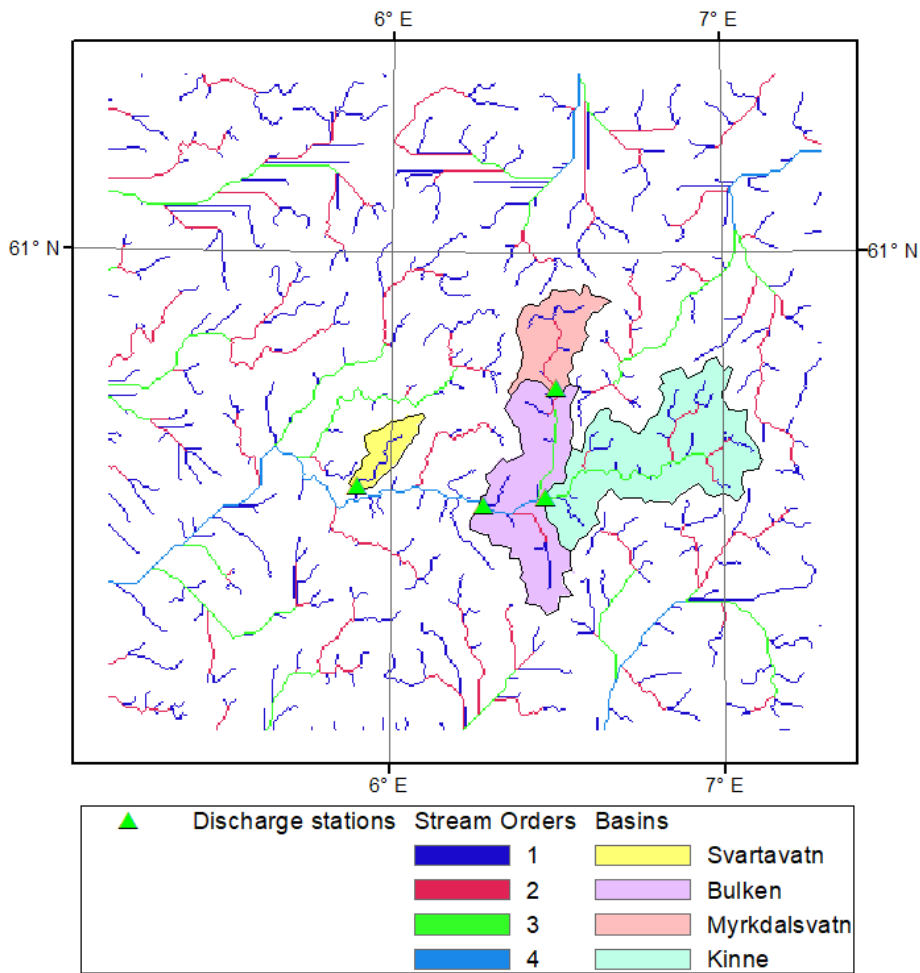 6° E 7° E
61° N 61° N
6° E 7° E
Discharge stations Stream Orders Basins
1 Svartavatn
2 Bulken
3 Myrkdalsvatn
4 Kinne